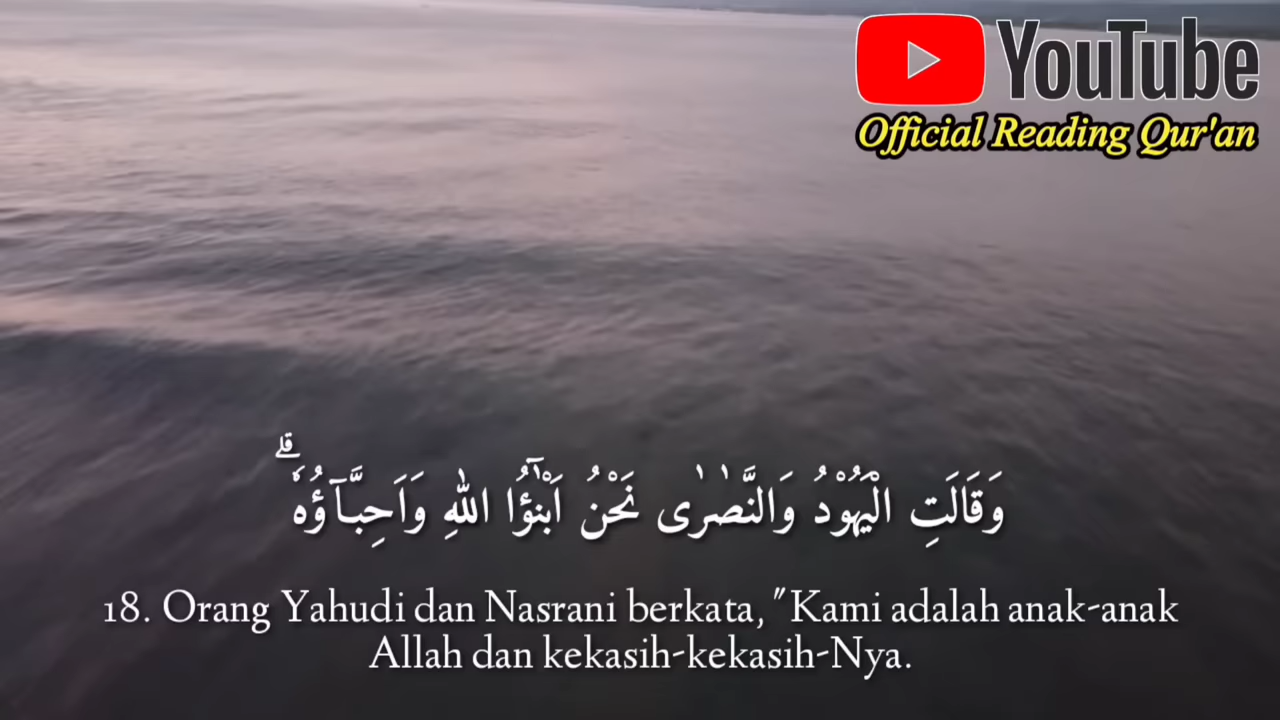 YouTube
Official Reading Qur'an
وَقَالَتِ الْيَهُوْدُ وَالنَّصٰرٰى نَحْنُ اَبْنٰۤؤُا اللّٰهِ وَاَحِبَّاۤؤُهٗ ۗ
18. Orang Yahudi dan Nasrani berkata, "Kami adalah anak-anak
Allah dan kekasih-kekasih-Nya.